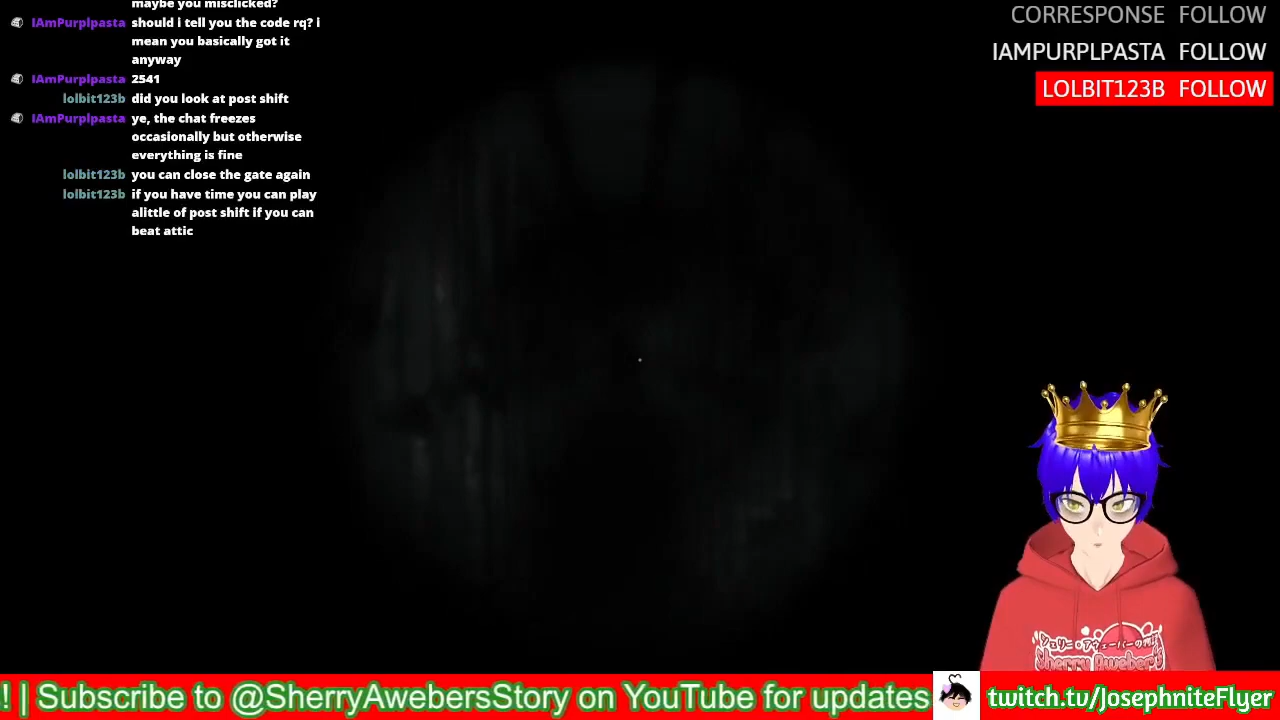 maybe you misclicked?
IAmPurplpasta should i tell you the code rq? i
mean you basically got it
anyway
IAmPurplpasta 2541
lolbit123b did you look at post shift
IAmPurplpasta ye, the chat freezes
occasionally but otherwise
everything is fine
lolbit123b you can close the gate again
lolbit123b if you have time you can play
alittle of post shift if you can
beat attic
CORRESPONSE FOLLOW
IAMPURPLPASTA FOLLOW
LOLBIT123B FOLLOW
Sherry Aweber's
! | Subscribe to @SherryAwebersStory on YouTube for updates
twitch.tv/JosephniteFlyer